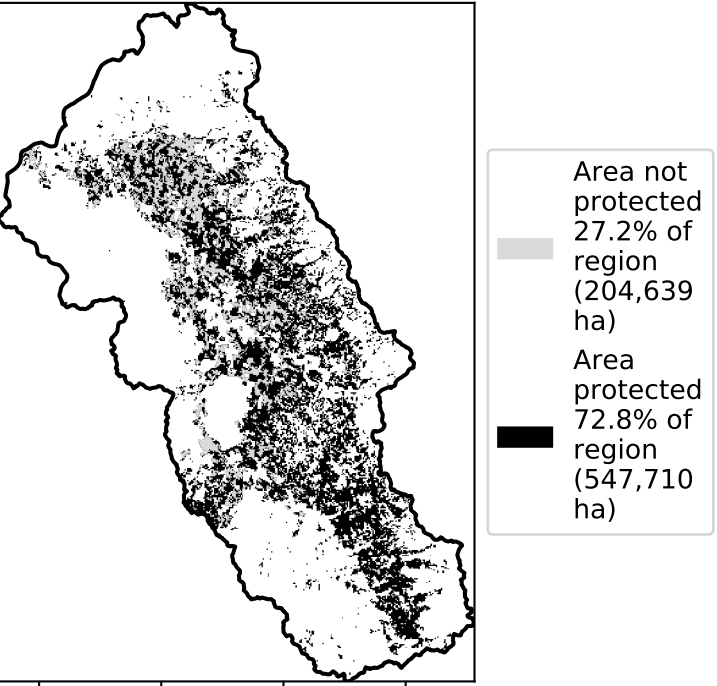 Area not
protected
27.2% of
region
(204,639
ha)
Area
protected
72.8% of
region
(547,710
ha)